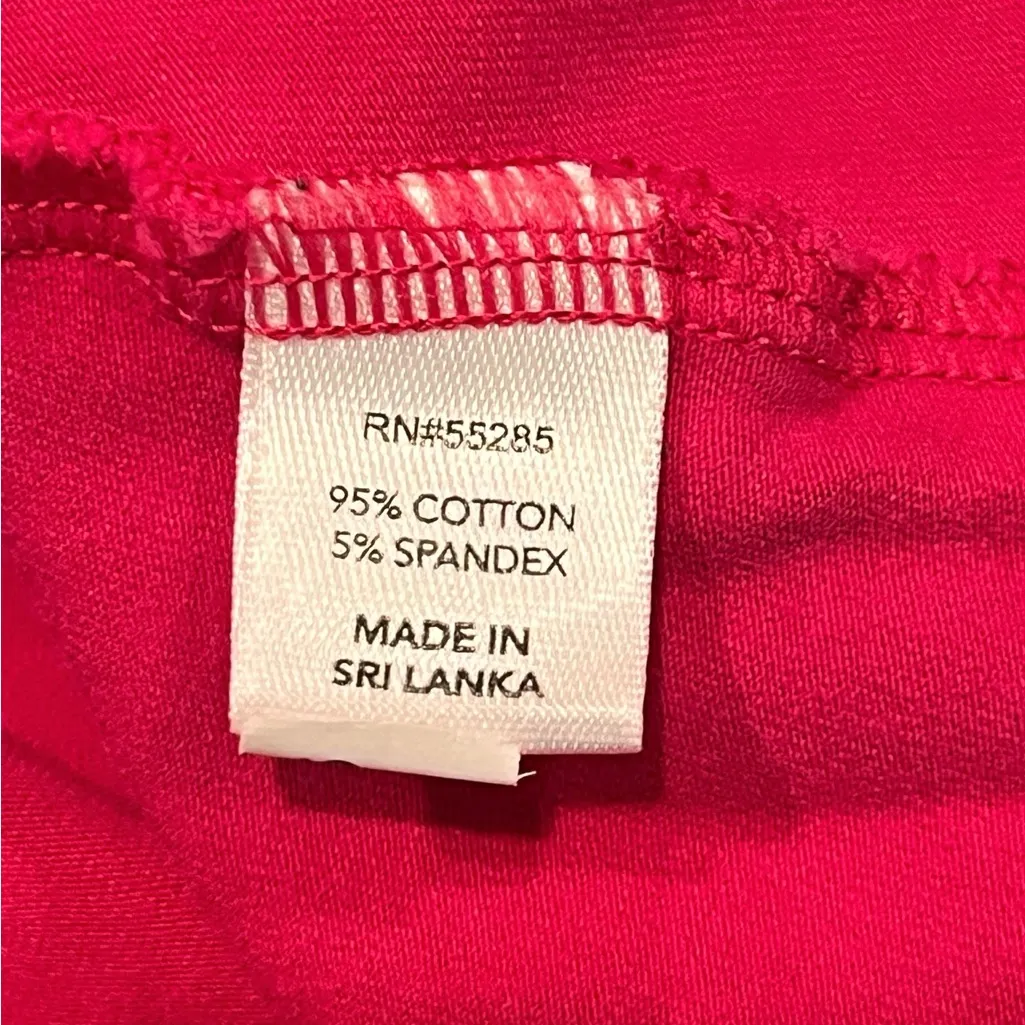 RN#55285
95% COTTON
5% SPANDEX
MADE IN
SRI LANKA